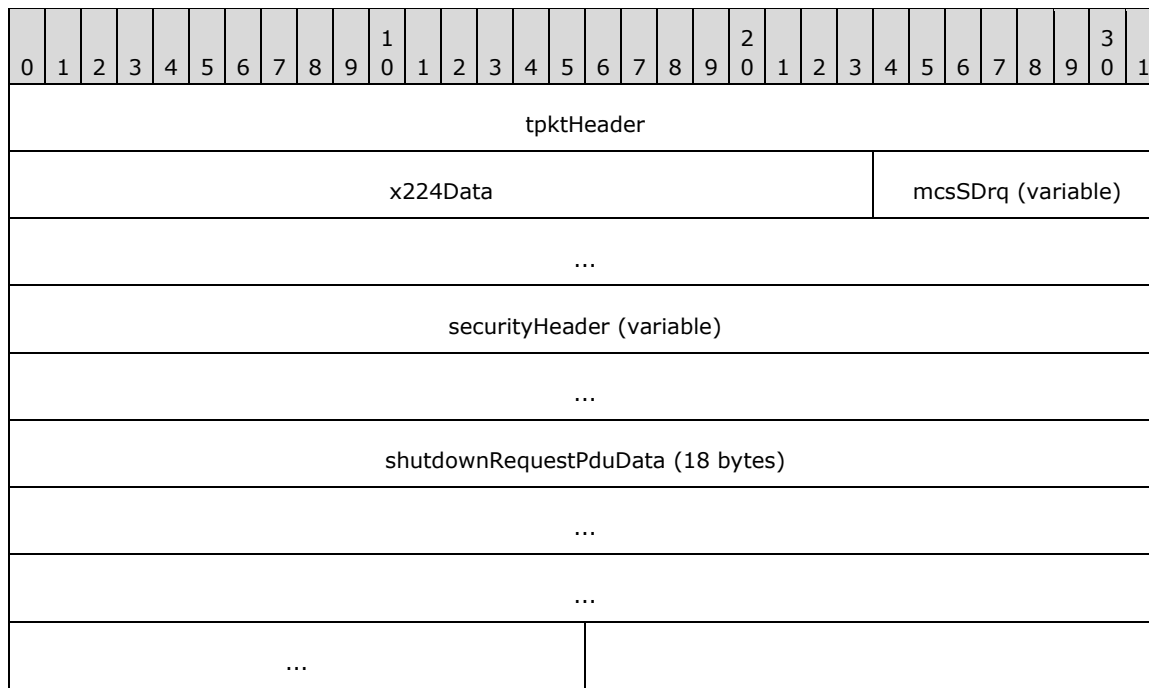 1 2 3
0 1 2 3 4 5 6 7 8 9 0 1 2 3 4 5 6 7 8 9 0 1 2 3 4 5 6 7 8 9 0 1
tpktHeader
x224Data mcsSDrq (variable)
...
securityHeader (variable)
...
shutdownRequestPduData (18 bytes)
...
...
...